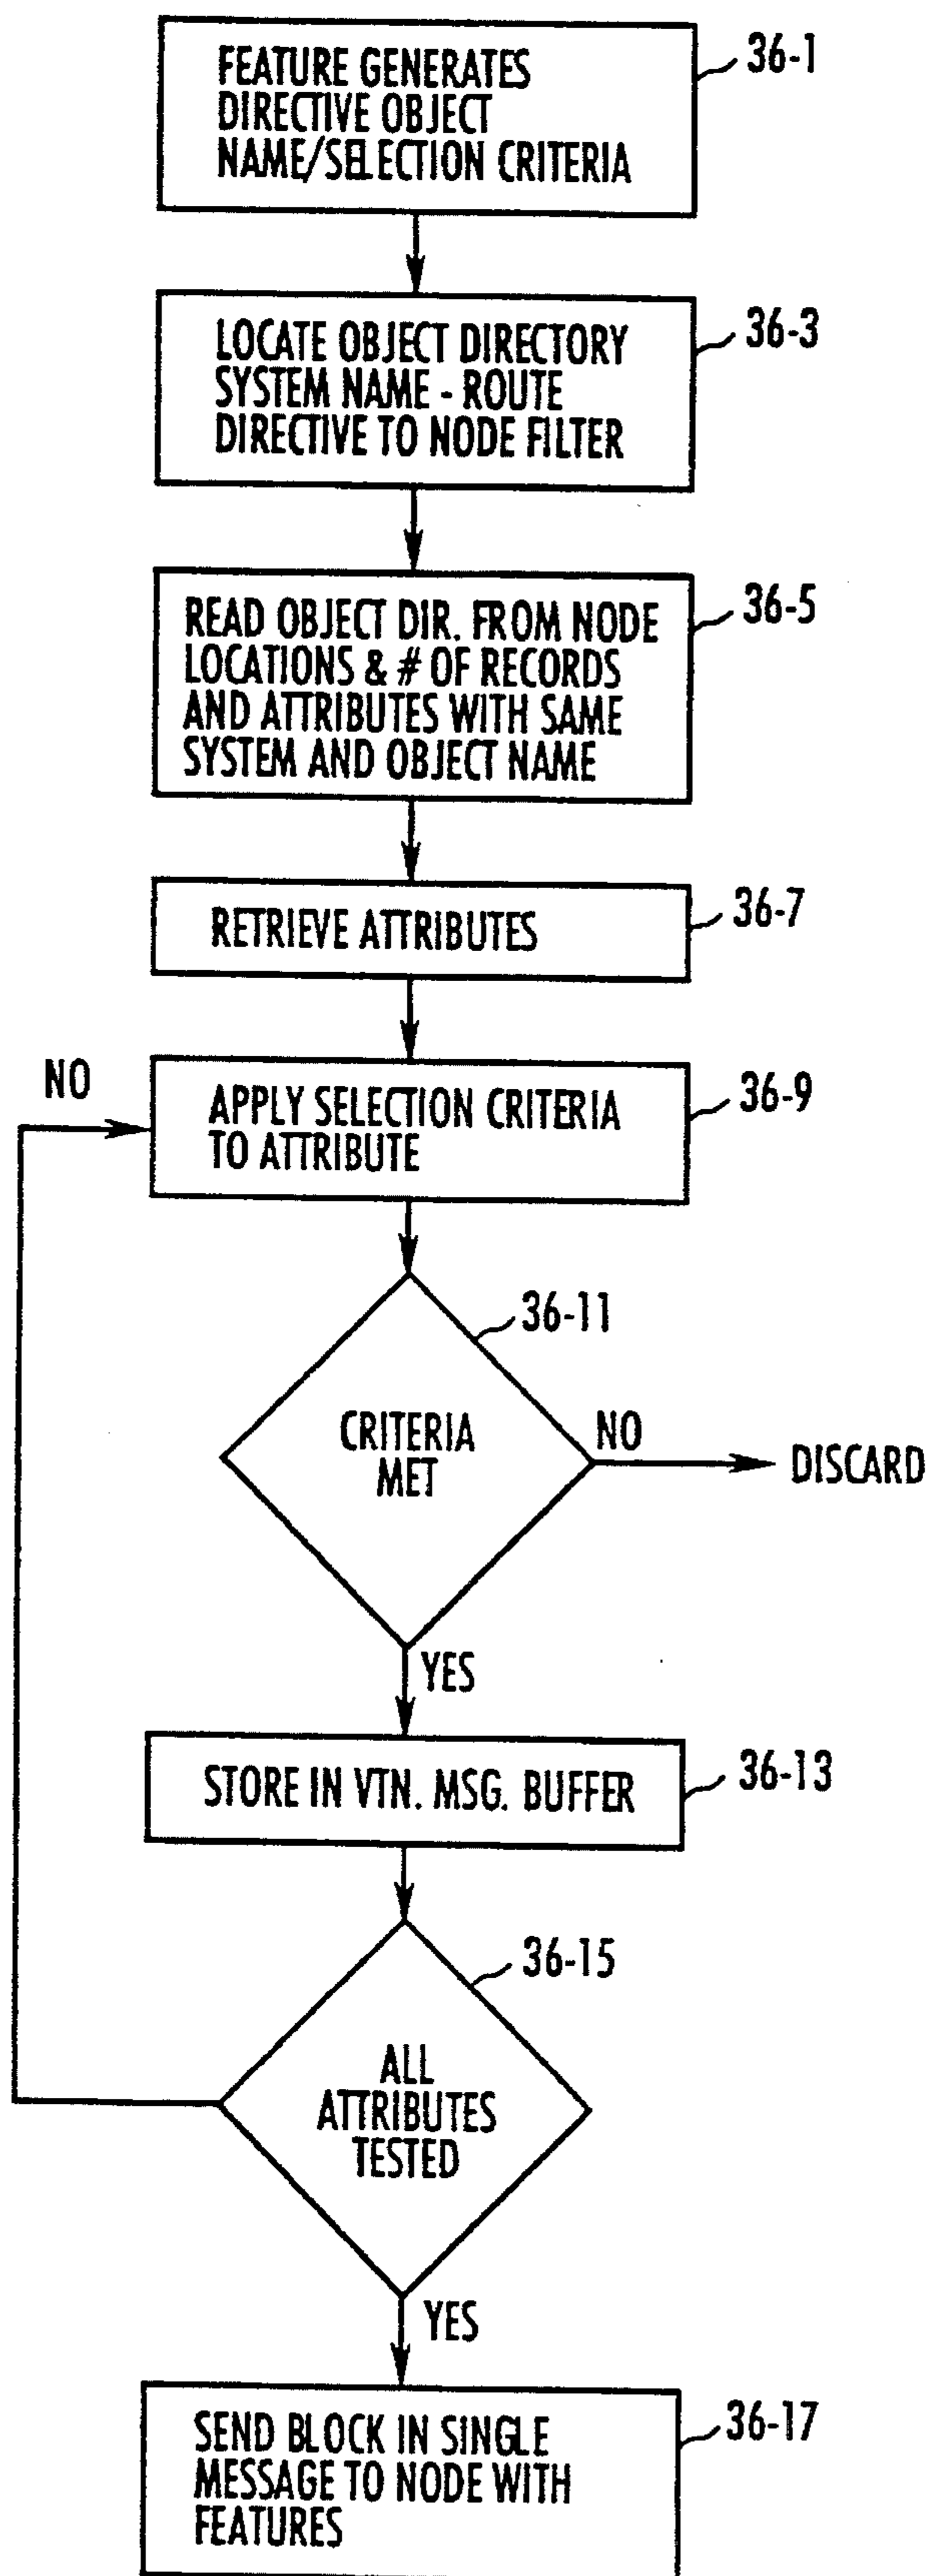 FEATURE GENERATES
DIRECTIVE OBJECT
NAME/SELECTION CRITERIA
36-1
LOCATE OBJECT DIRECTORY
SYSTEM NAME - ROUTE
DIRECTIVE TO NODE FILTER
36-3
READ OBJECT DIR. FROM NODE
LOCATIONS & # OF RECORDS
AND ATTRIBUTES WITH SAME
SYSTEM AND OBJECT NAME
36-5
RETRIEVE ATTRIBUTES
36-7
NO
APPLY SELECTION CRITERIA
TO ATTRIBUTE
36-9
36-11
CRITERIA
MET
NO
DISCARD
YES
STORE IN VTN. MSG. BUFFER
36-13
36-15
ALL
ATTRIBUTES
TESTED
YES
SEND BLOCK IN SINGLE
MESSAGE TO NODE WITH
FEATURES
36-17